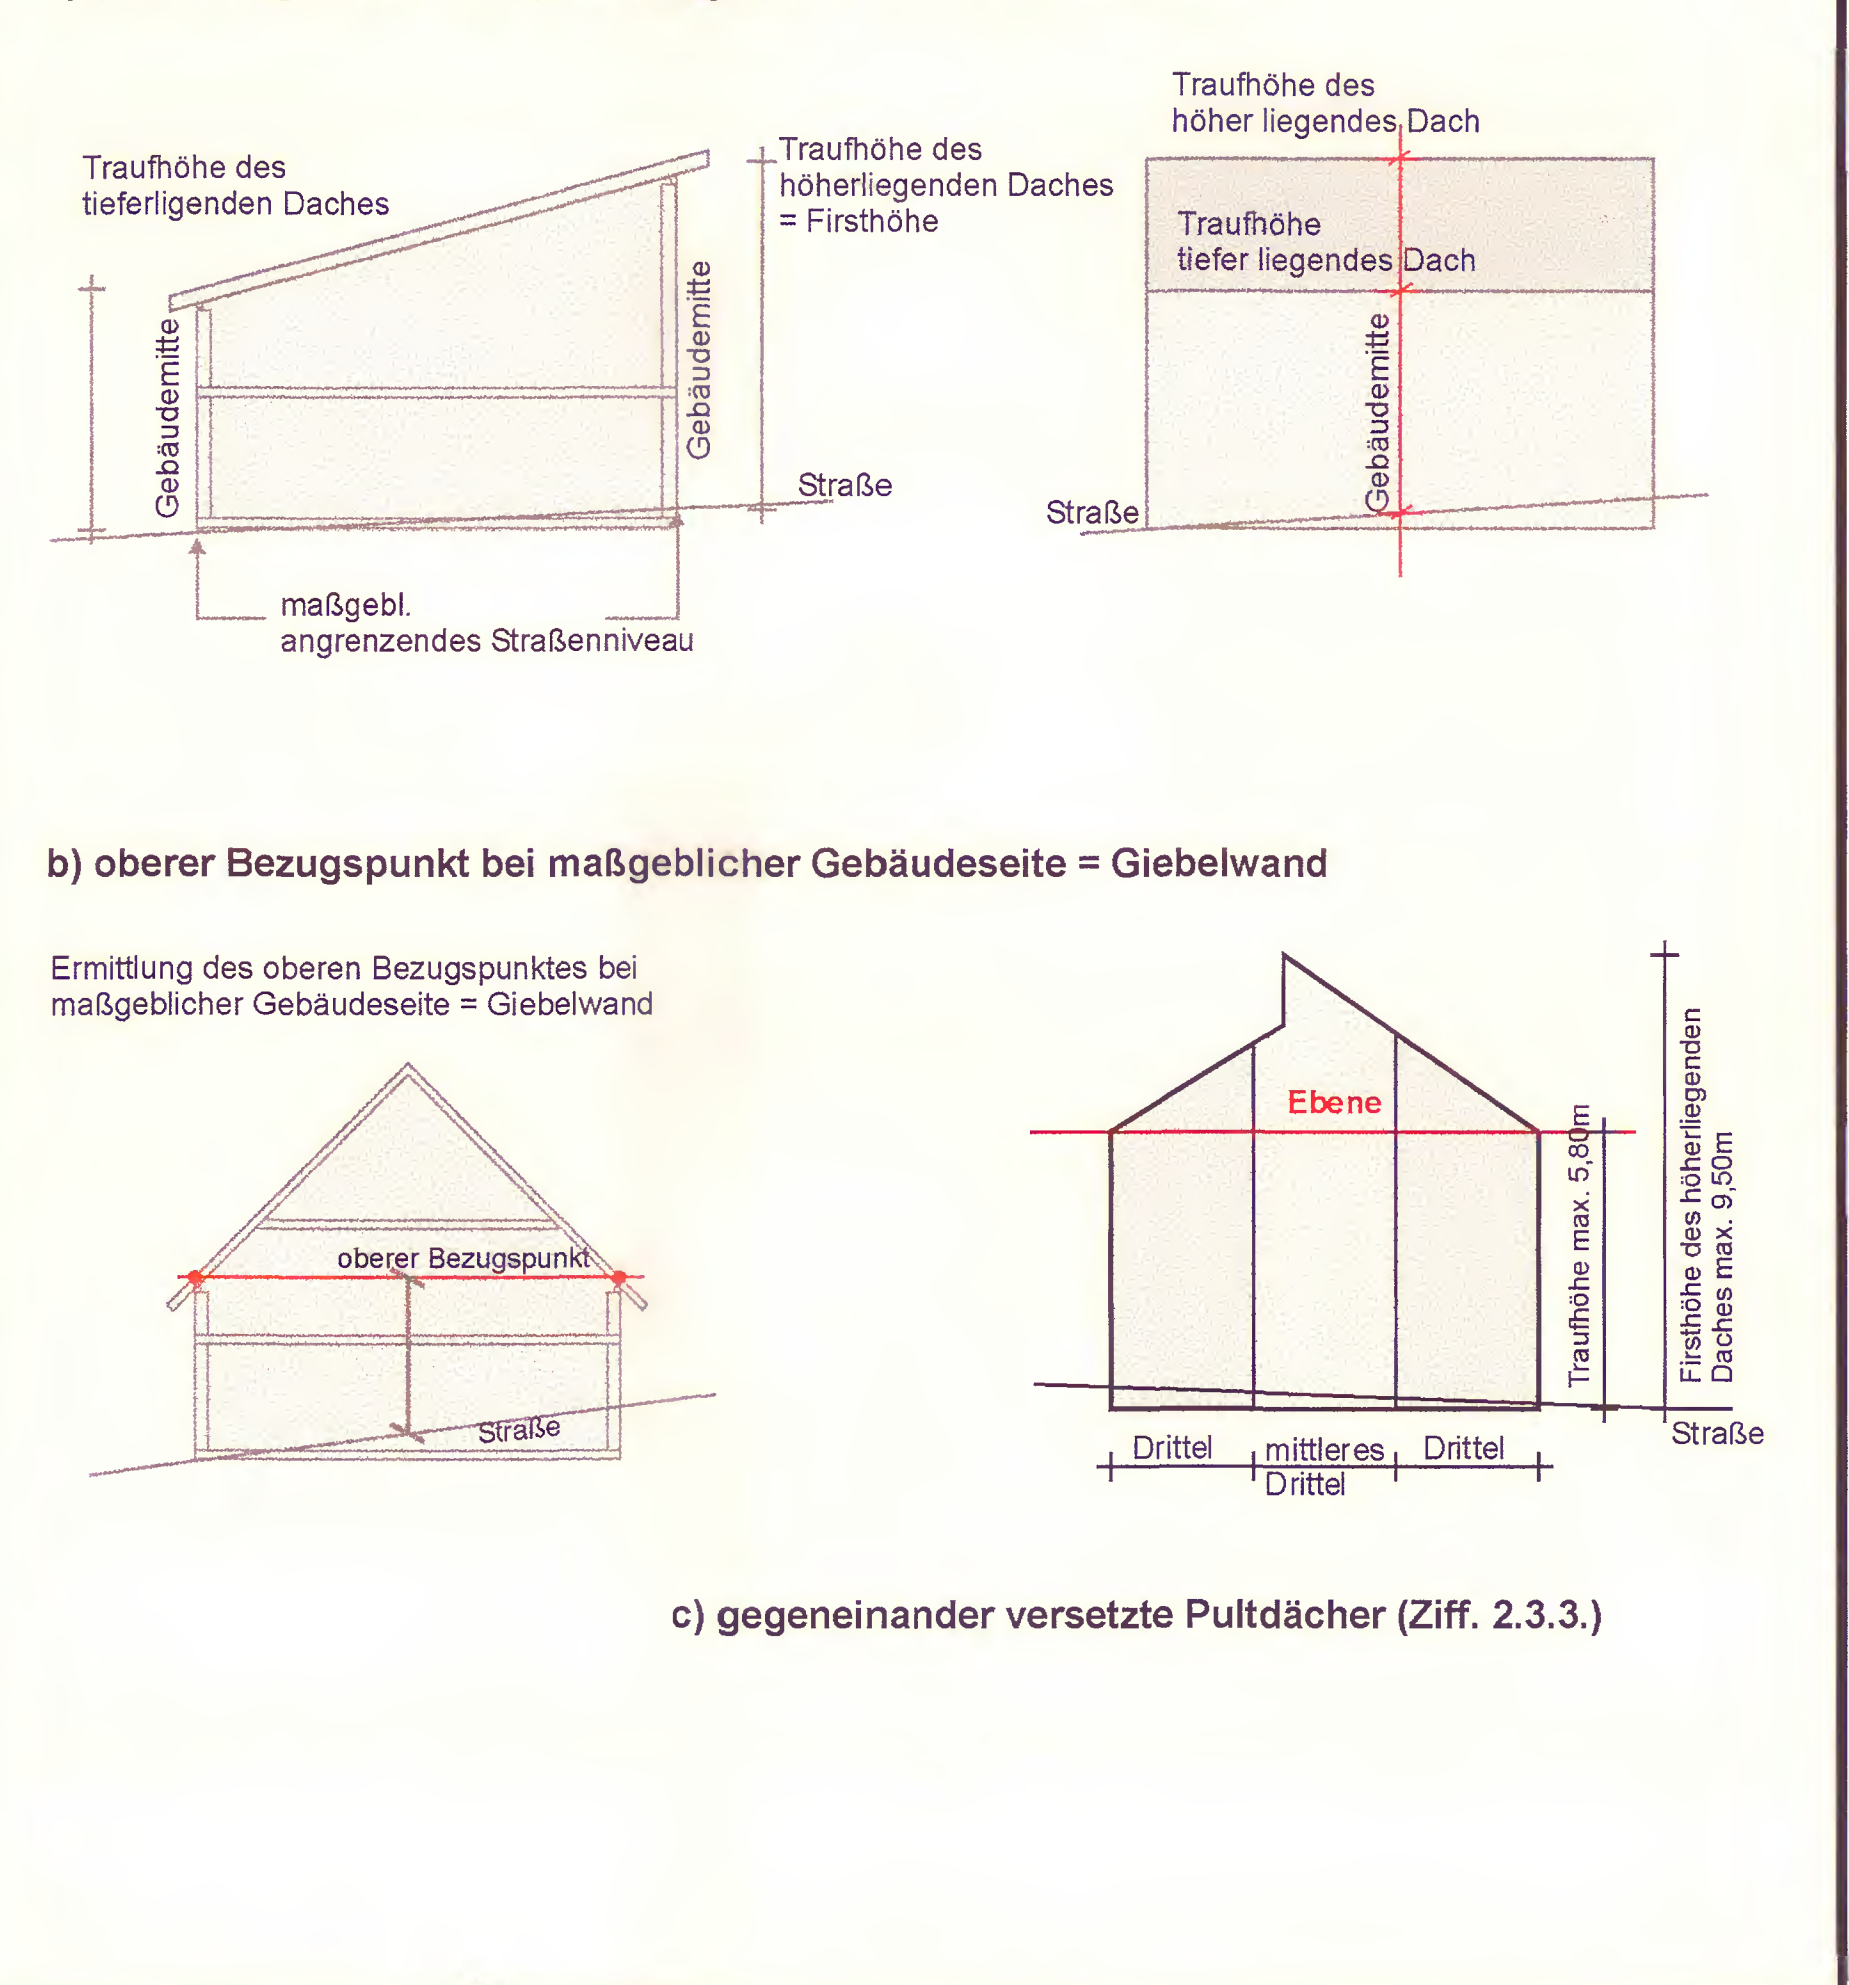 Traufhöhe des
tieferligenden Daches
Traufhöhe des
höherliegenden Daches
= Firsthöhe
Gebäudemitte
Gebäudemitte
Straße
maßgebl.
angrenzendes Straßenniveau
Traufhöhe des
höher liegendes Dach
Traufhöhe
tiefer liegendes Dach
Gebäudemitte
Straße
b) oberer Bezugspunkt bei maßgeblicher Gebäudeseite = Giebelwand
Ermittlung des oberen Bezugspunktes bei
maßgeblicher Gebäudeseite = Giebelwand
oberer Bezugspunkt
Straße
Ebene
Traufhöhe max. 5,80m
Firsthöhe des höherliegenden
Daches max. 9,50m
Straße
Drittel
mittleres
Drittel
Drittel
c) gegeneinander versetzte Pultdächer (Ziff. 2.3.3.)